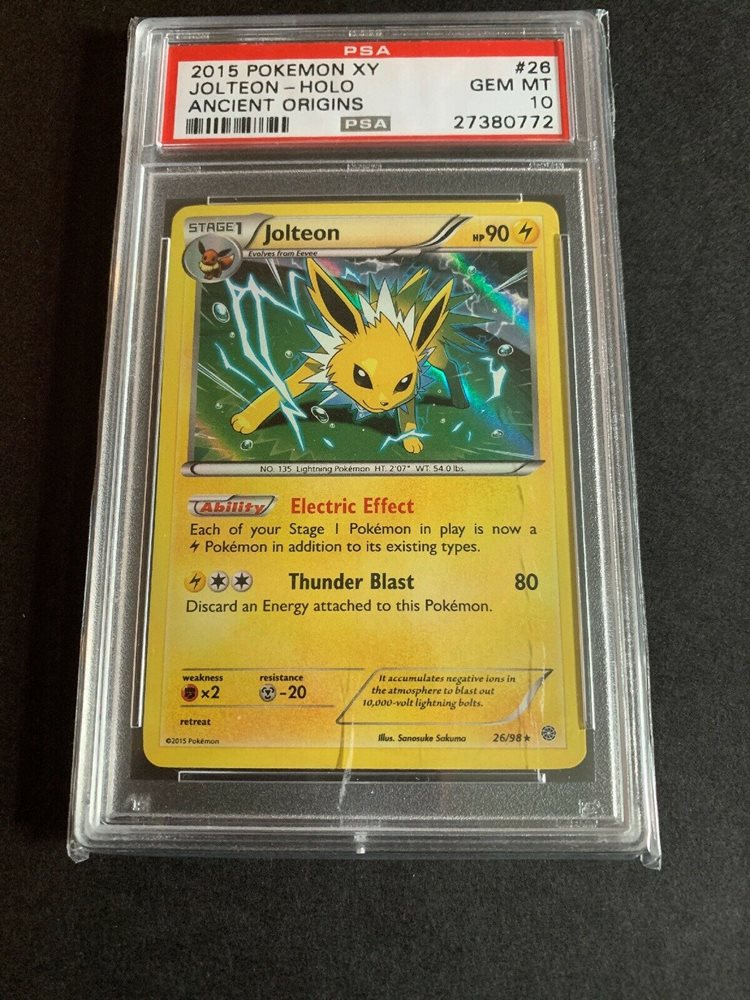 PSA
2015 POKEMON XY #26
JOLTEON-HOLO GEM MT
ANCIENT ORIGINS 10
PSA 27380772
STAGE1 Jolteon HP 90
Evolves from Eevee
NO. 135 Lightning Pokémon HT: 2'07" WT: 54.0 lbs.
Ability Electric Effect
Each of your Stage 1 Pokémon in play is now a
Pokémon in addition to its existing types.
Thunder Blast 80
Discard an Energy attached to this Pokémon.
weakness resistance
×2 -20
It accumulates negative ions in
the atmosphere to blast out
10,000-volt lightning bolts.
retreat
Illus. Sanosuke Sakuma 26/98★
©2015 Pokémon